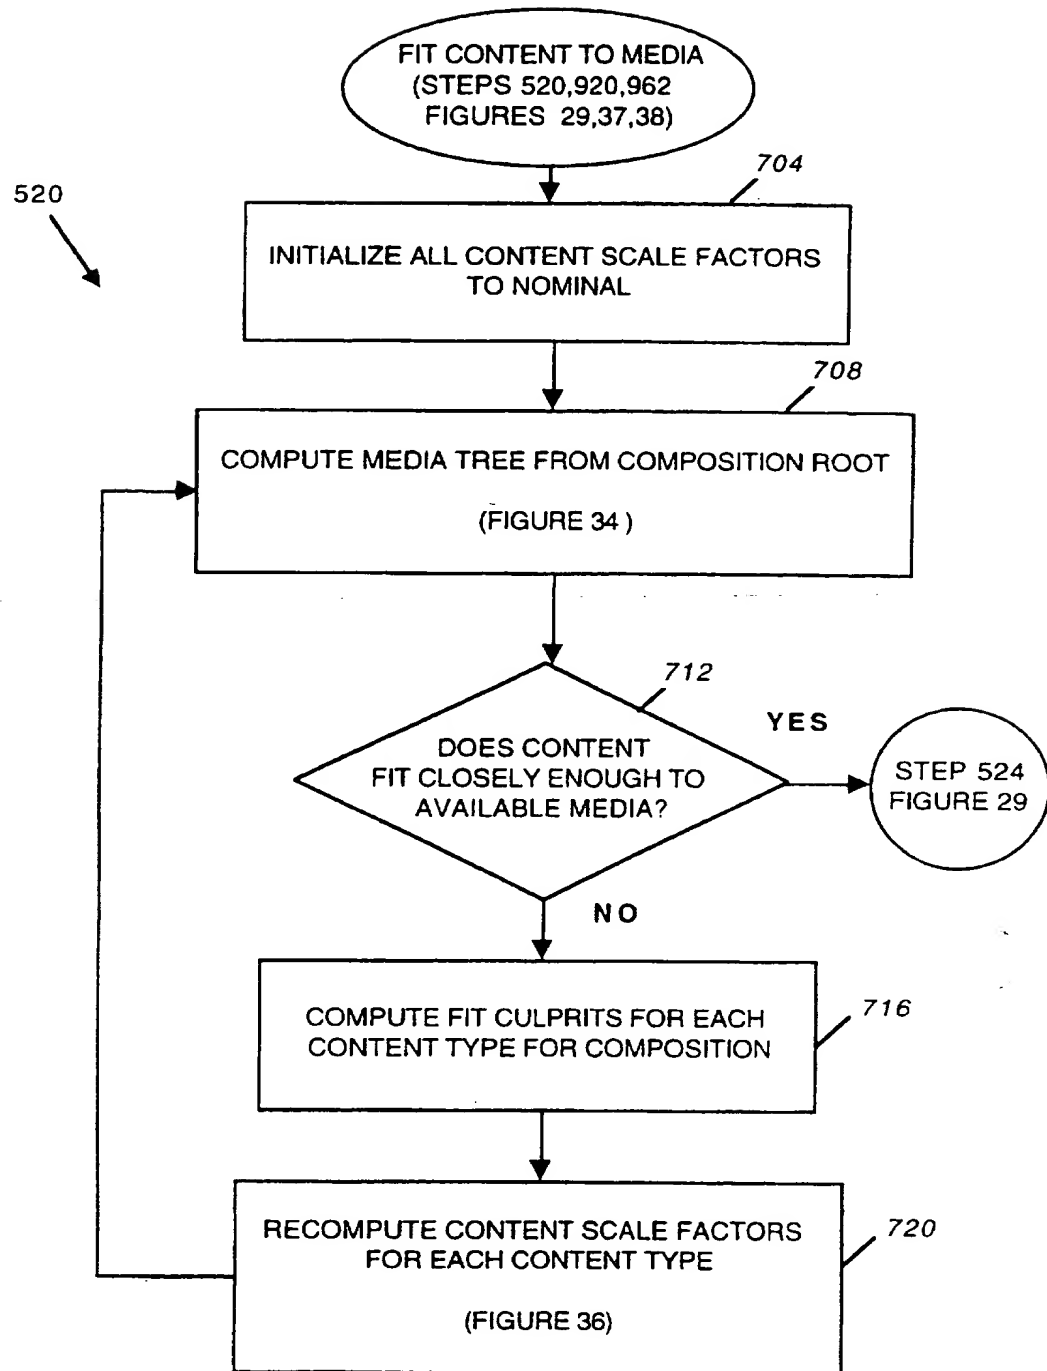 FIT CONTENT TO MEDIA
(STEPS 520,920,962
FIGURES 29,37,38)
704
520
INITIALIZE ALL CONTENT SCALE FACTORS
TO NOMINAL
708
COMPUTE MEDIA TREE FROM COMPOSITION ROOT
(FIGURE 34 )
712
YES
DOES CONTENT
FIT CLOSELY ENOUGH TO
AVAILABLE MEDIA?
STEP 524
FIGURE 29
NO
COMPUTE FIT CULPRITS FOR EACH
CONTENT TYPE FOR COMPOSITION
716
RECOMPUTE CONTENT SCALE FACTORS
FOR EACH CONTENT TYPE
720
(FIGURE 36)